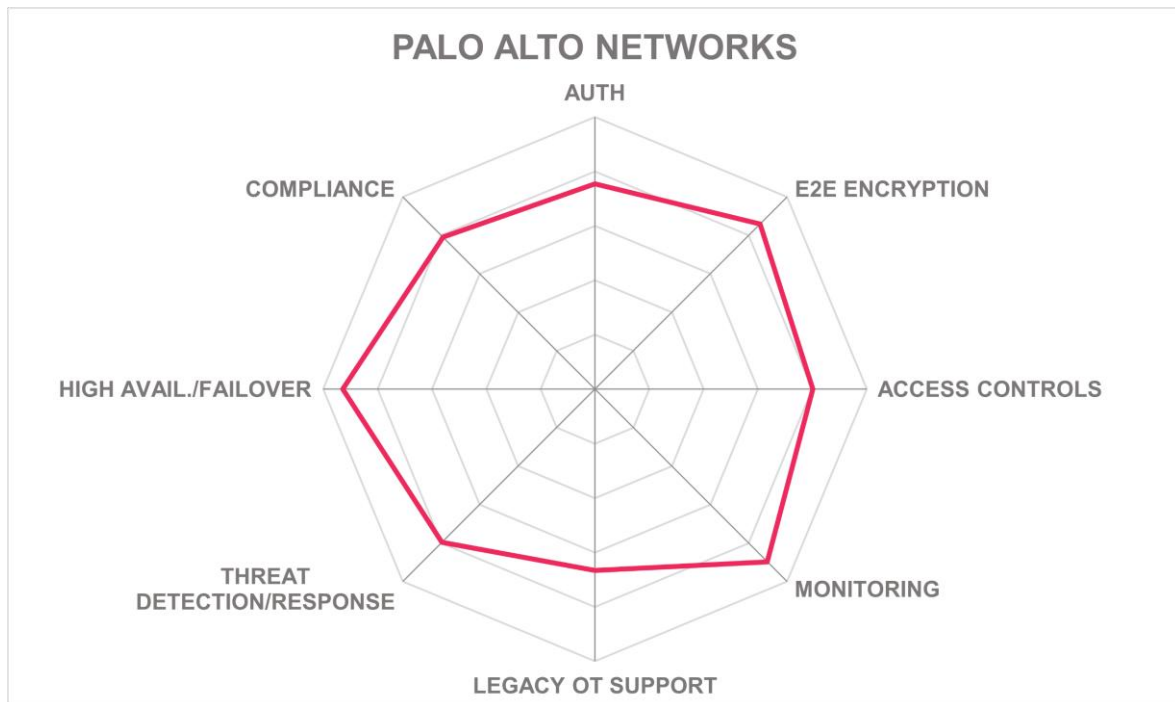 PALO ALTO NETWORKS
AUTH
COMPLIANCE
E2E ENCRYPTION
HIGH AVAIL./FAILOVER
ACCESS CONTROLS
THREAT
DETECTION/RESPONSE
MONITORING
LEGACY OT SUPPORT